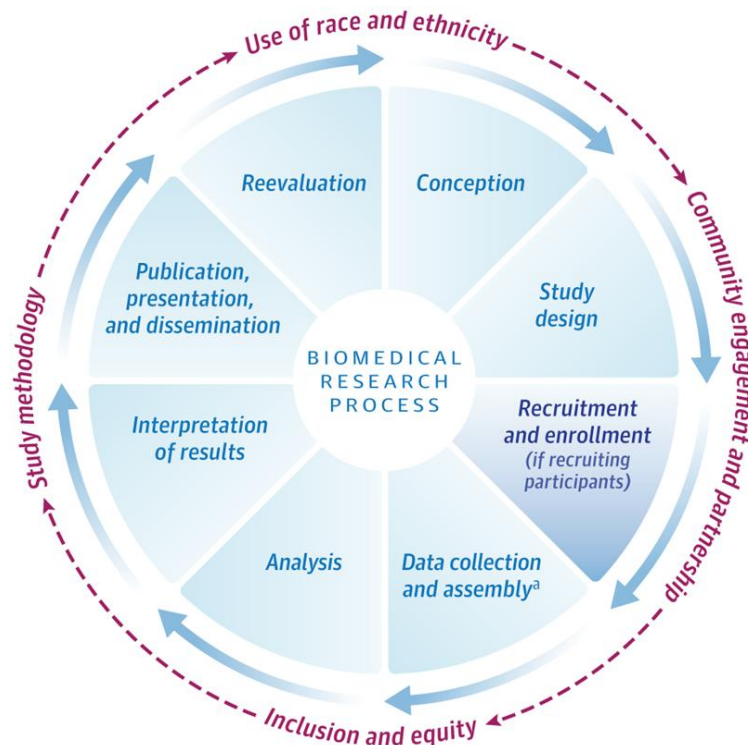 Use of race and ethnicity
Reevaluation
Conception
Publication,
presentation,
and dissemination
Study
design
BIOMEDICAL
RESEARCH
PROCESS
Interpretation
of results
Recruitment
and enrollment
(if recruiting
participants)
Analysis
Data collection
and assemblyᵃ
Community engagement and partnership
Inclusion and equity
Study methodology